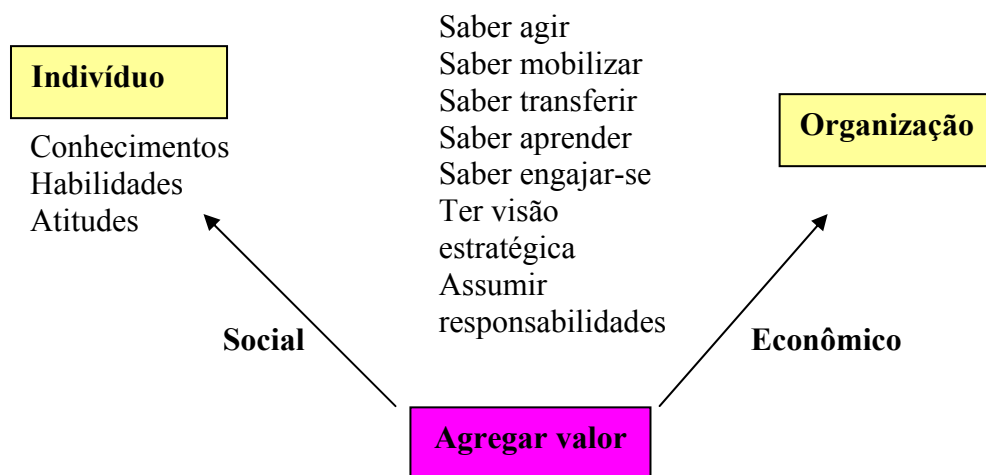 Indivíduo
Conhecimentos
Habilidades
Atitudes
Saber agir
Saber mobilizar
Saber transferir
Saber aprender
Saber engajar-se
Ter visão
estratégica
Assumir
responsabilidades
Organização
Social
Econômico
Agregar valor